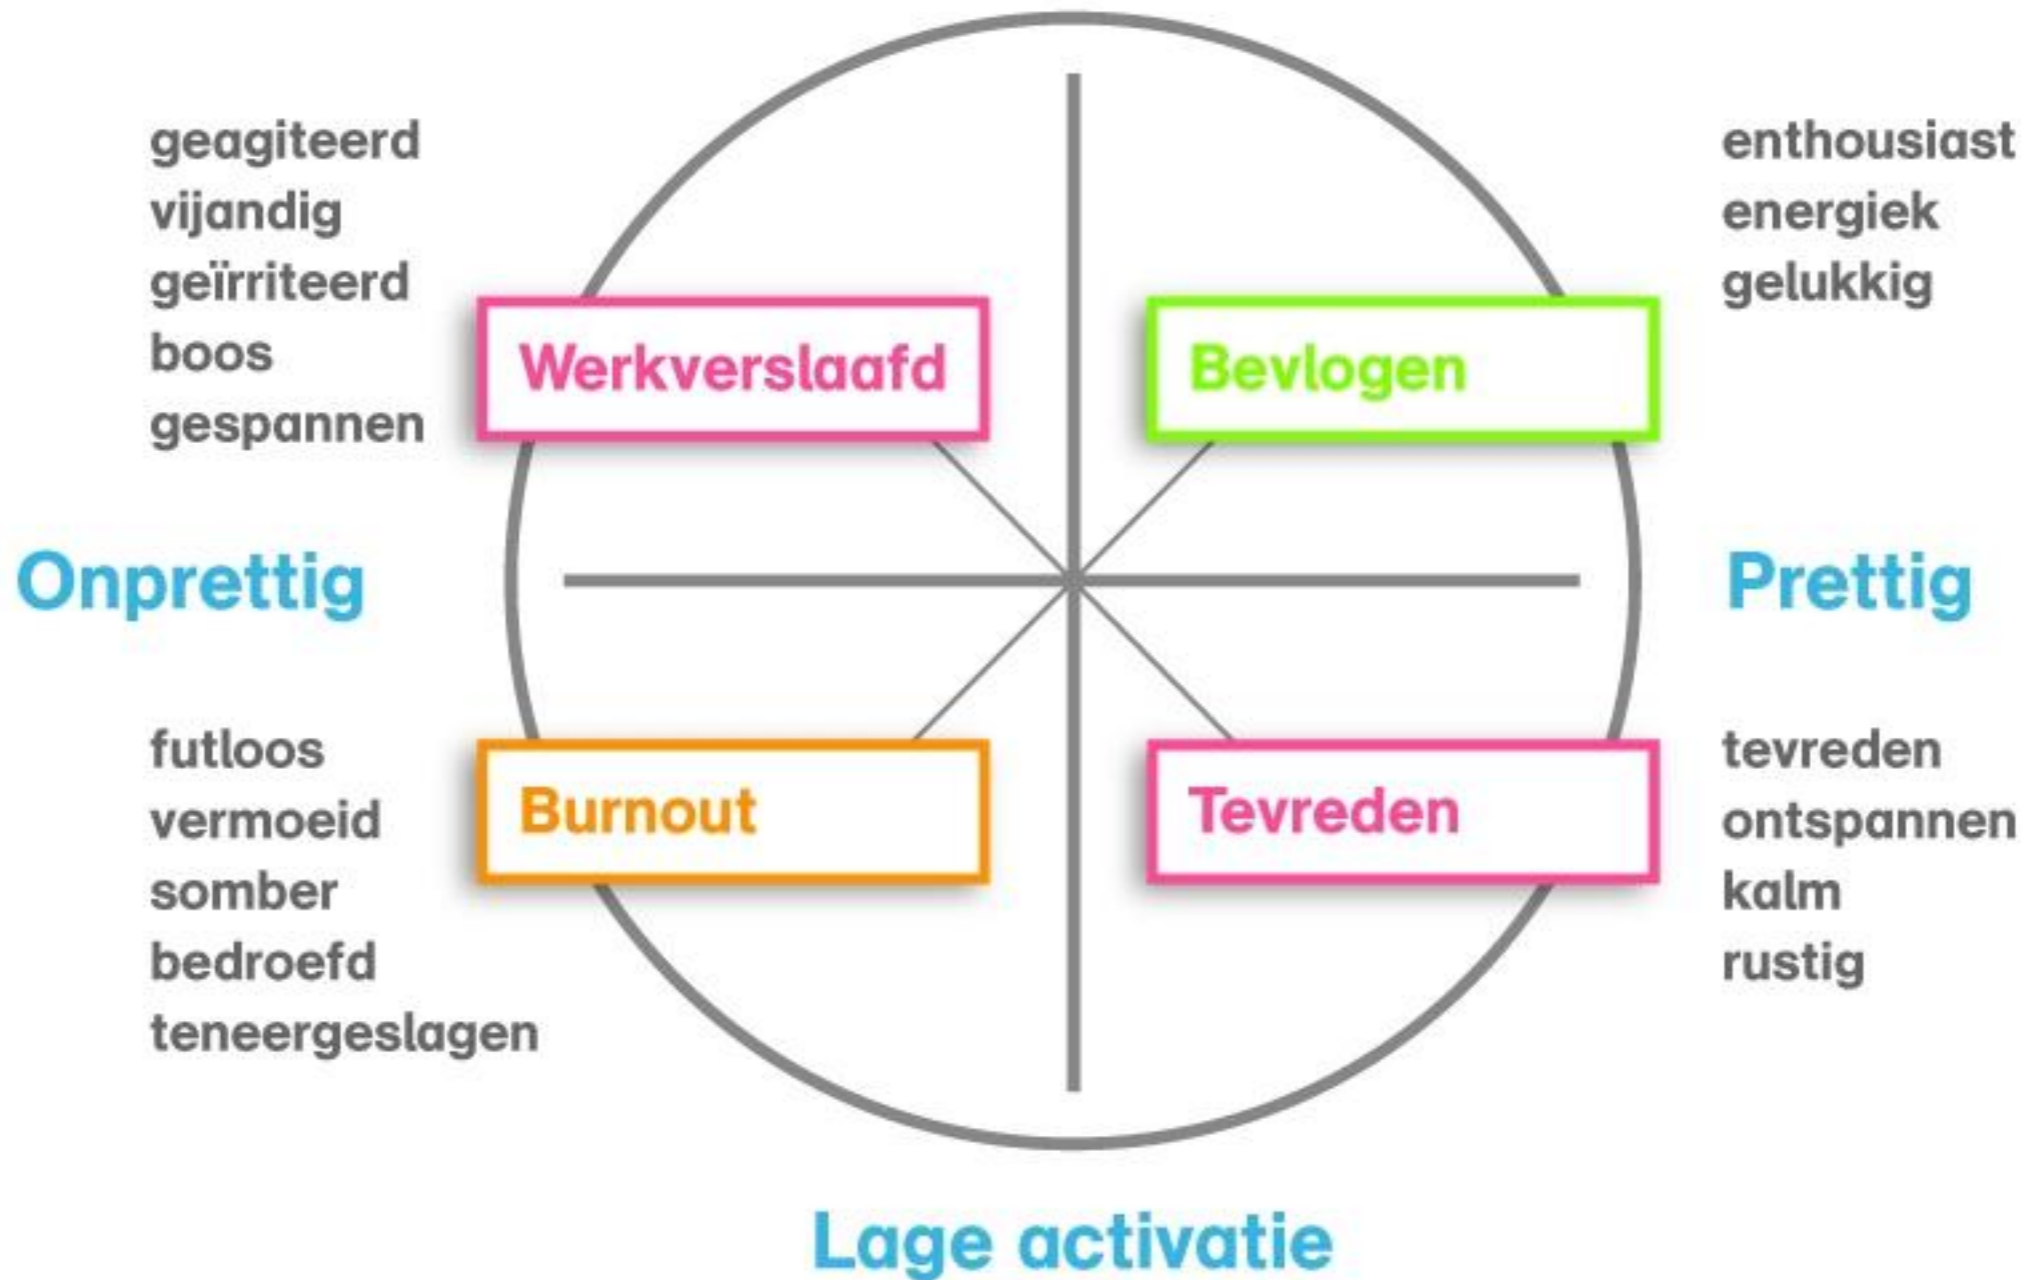 geagiteerd
vijandig
geïrriteerd
boos
gespannen
enthousiast
energiek
gelukkig
Werkverslaafd
Bevlogen
Onprettig
Prettig
futloos
vermoeid
somber
bedroefd
teneergeslagen
Burnout
Tevreden
tevreden
ontspannen
kalm
rustig
Lage activatie